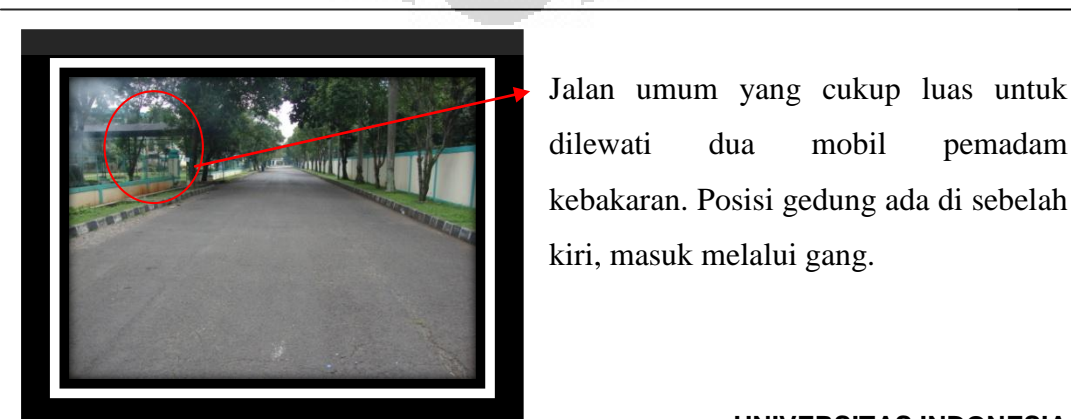 Jalan umum yang cukup luas untuk
dilewati dua mobil pemadam
kebakaran. Posisi gedung ada di sebelah
kiri, masuk melalui gang.
UNIVERSITAS INDONESIA